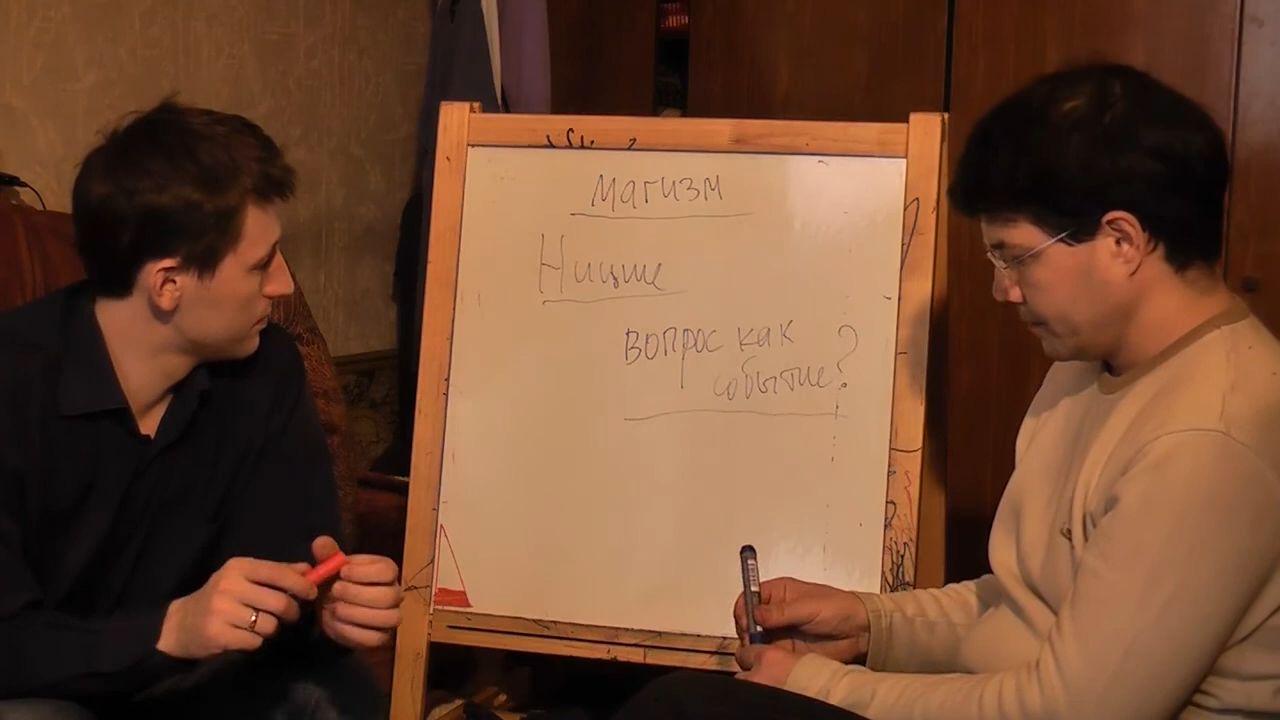 магизм
Ницше
вопрос как
событие?